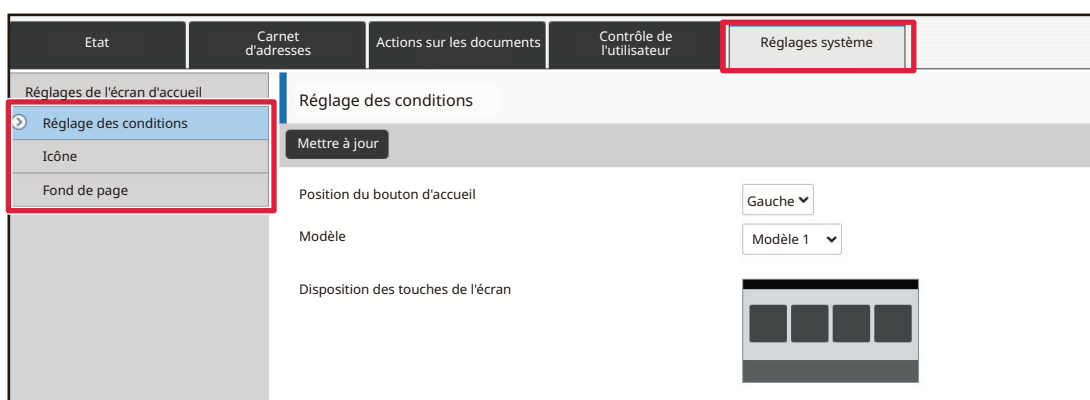 Etat
Carnet
d'adresses
Actions sur les documents
Contrôle de
l'utilisateur
Réglages système
Réglages de l'écran d'accueil
Réglage des conditions
Icône
Fond de page
Réglage des conditions
Mettre à jour
Position du bouton d'accueil
Gauche
Modèle
Modèle 1
Disposition des touches de l'écran